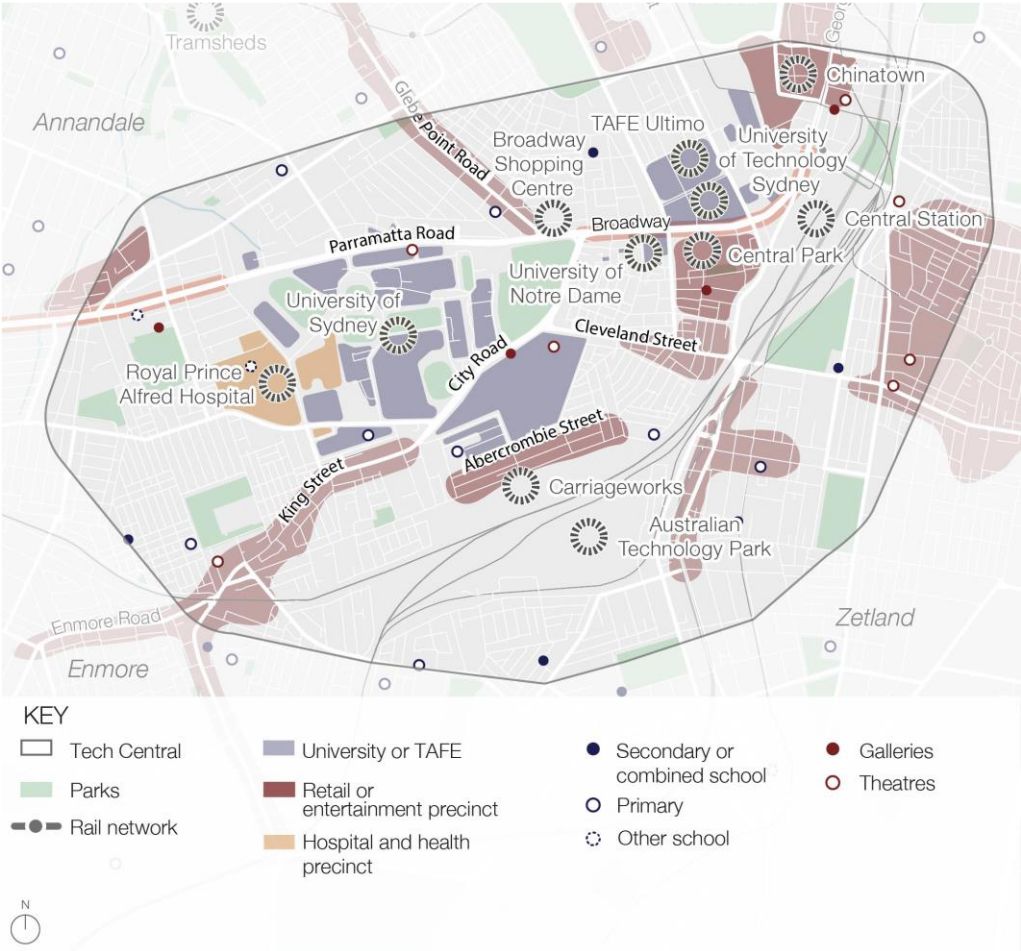 Tramsheds
Georg
Annandale
Glebe Point Road
Chinatown
TAFE Ultimo
Broadway
Shopping
Centre
University
of Technology
Sydney
Broadway
Central Station
Parramatta Road
Central Park
University of
Notre Dame
University of
Sydney
Cleveland Street
City Road
Royal Prince
Alfred Hospital
Abercrombie Street
King Street
Carriageworks
Australian
Technology Park
Enmore Road
Zetland
Enmore
KEY
Tech Central
Parks
Rail network
University or TAFE
Retail or
entertainment precinct
Hospital and health
precinct
Secondary or
combined school
Primary
Other school
Galleries
Theatres
N